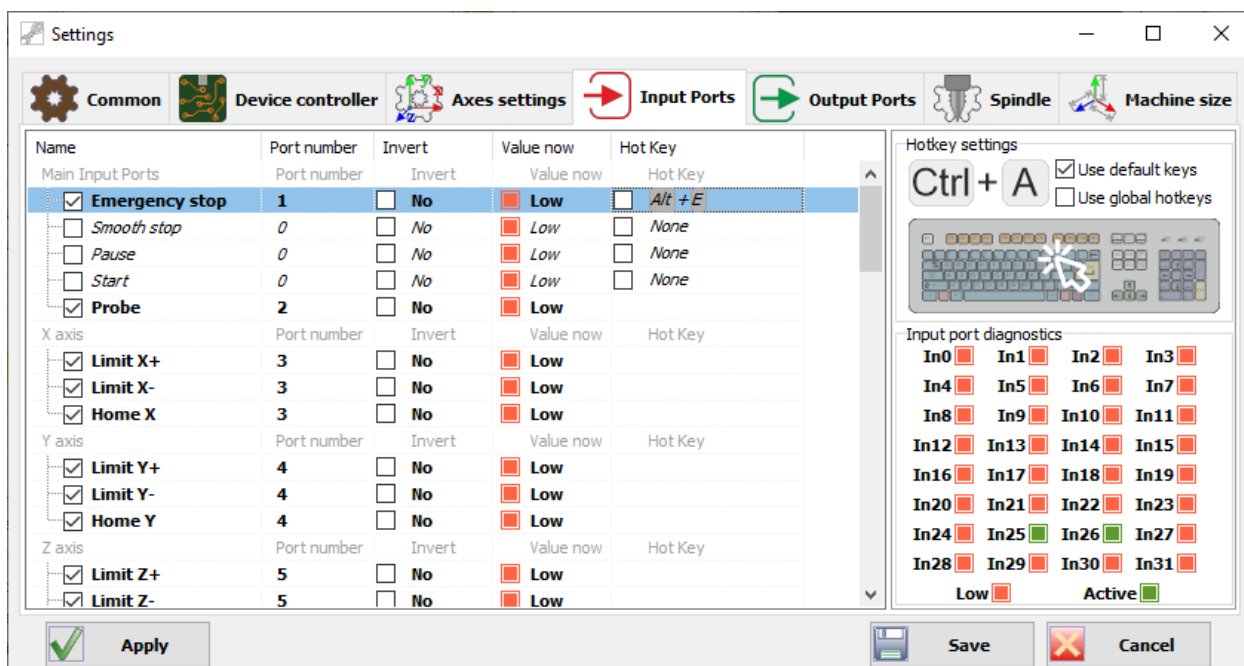 Settings
Common Device controller Axes settings Input Ports Output Ports Spindle Machine size
Name Port number Invert Value now Hot Key
Main Input Ports Port number Invert Value now Hot Key
Emergency stop 1 No Low Alt + E
Smooth stop 0 No Low None
Pause 0 No Low None
Start 0 No Low None
Probe 2 No Low
X axis Port number Invert Value now Hot Key
Limit X+ 3 No Low
Limit X- 3 No Low
Home X 3 No Low
Y axis Port number Invert Value now Hot Key
Limit Y+ 4 No Low
Limit Y- 4 No Low
Home Y 4 No Low
Z axis Port number Invert Value now Hot Key
Limit Z+ 5 No Low
Limit Z- 5 No Low
Hotkey settings
Ctrl + A
Use default keys
Use global hotkeys
Input port diagnostics
In0 In1 In2 In3
In4 In5 In6 In7
In8 In9 In10 In11
In12 In13 In14 In15
In16 In17 In18 In19
In20 In21 In22 In23
In24 In25 In26 In27
In28 In29 In30 In31
Low Active
Apply Save Cancel